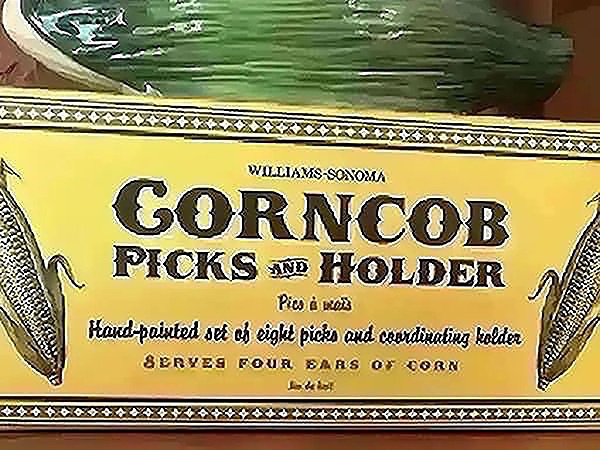 WILLIAMS-SONOMA
CORNCOB
PICKS AND HOLDER
Pics à maïs
Hand-painted set of eight picks and coordinating holder
SERVES FOUR EARS OF CORN